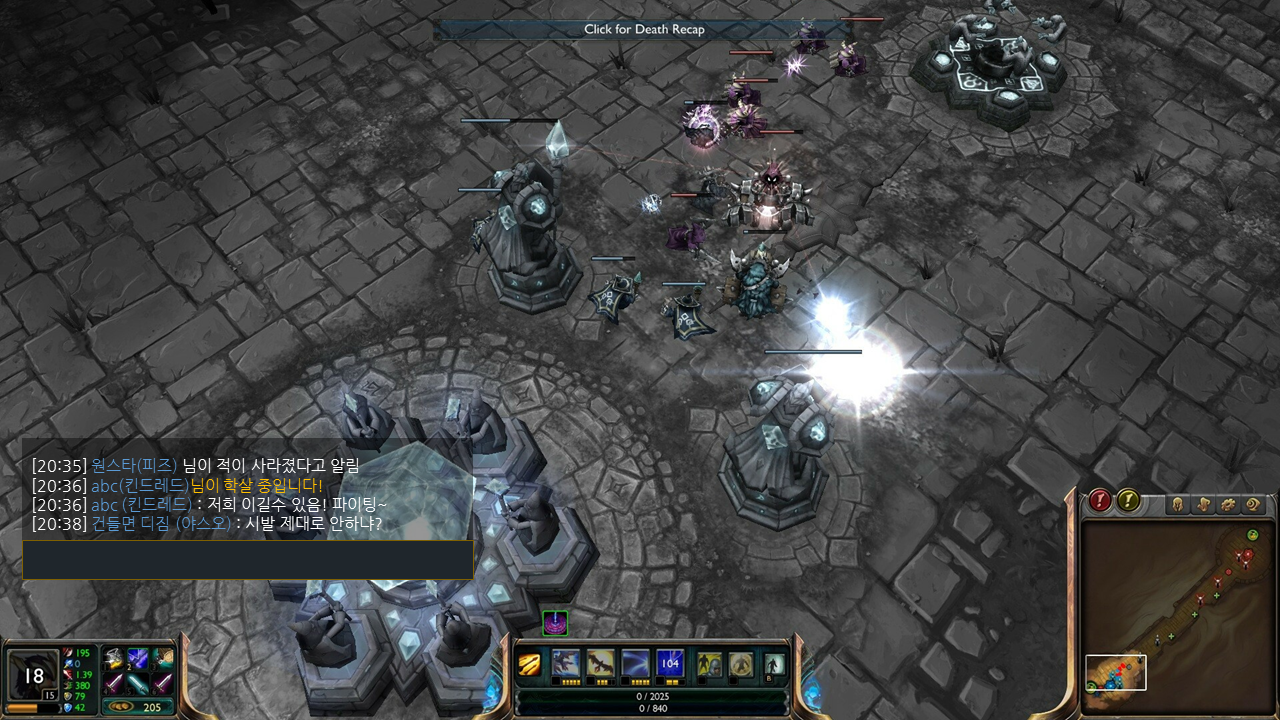 Click for Death Recap
[20:35] 원스타(피즈) 님이 적이 사라졌다고 알림
[20:36] abc(킨드레드)님이 학살 중입니다!
[20:36] abc (킨드레드) : 저희 이길수 있음! 파이팅~
[20:38] 건들면 디짐 (야스오) : 시발 제대로 안하냐?
18
15
195
0
1.39
380
79
42
205
104
B
0 / 2025
0 / 840